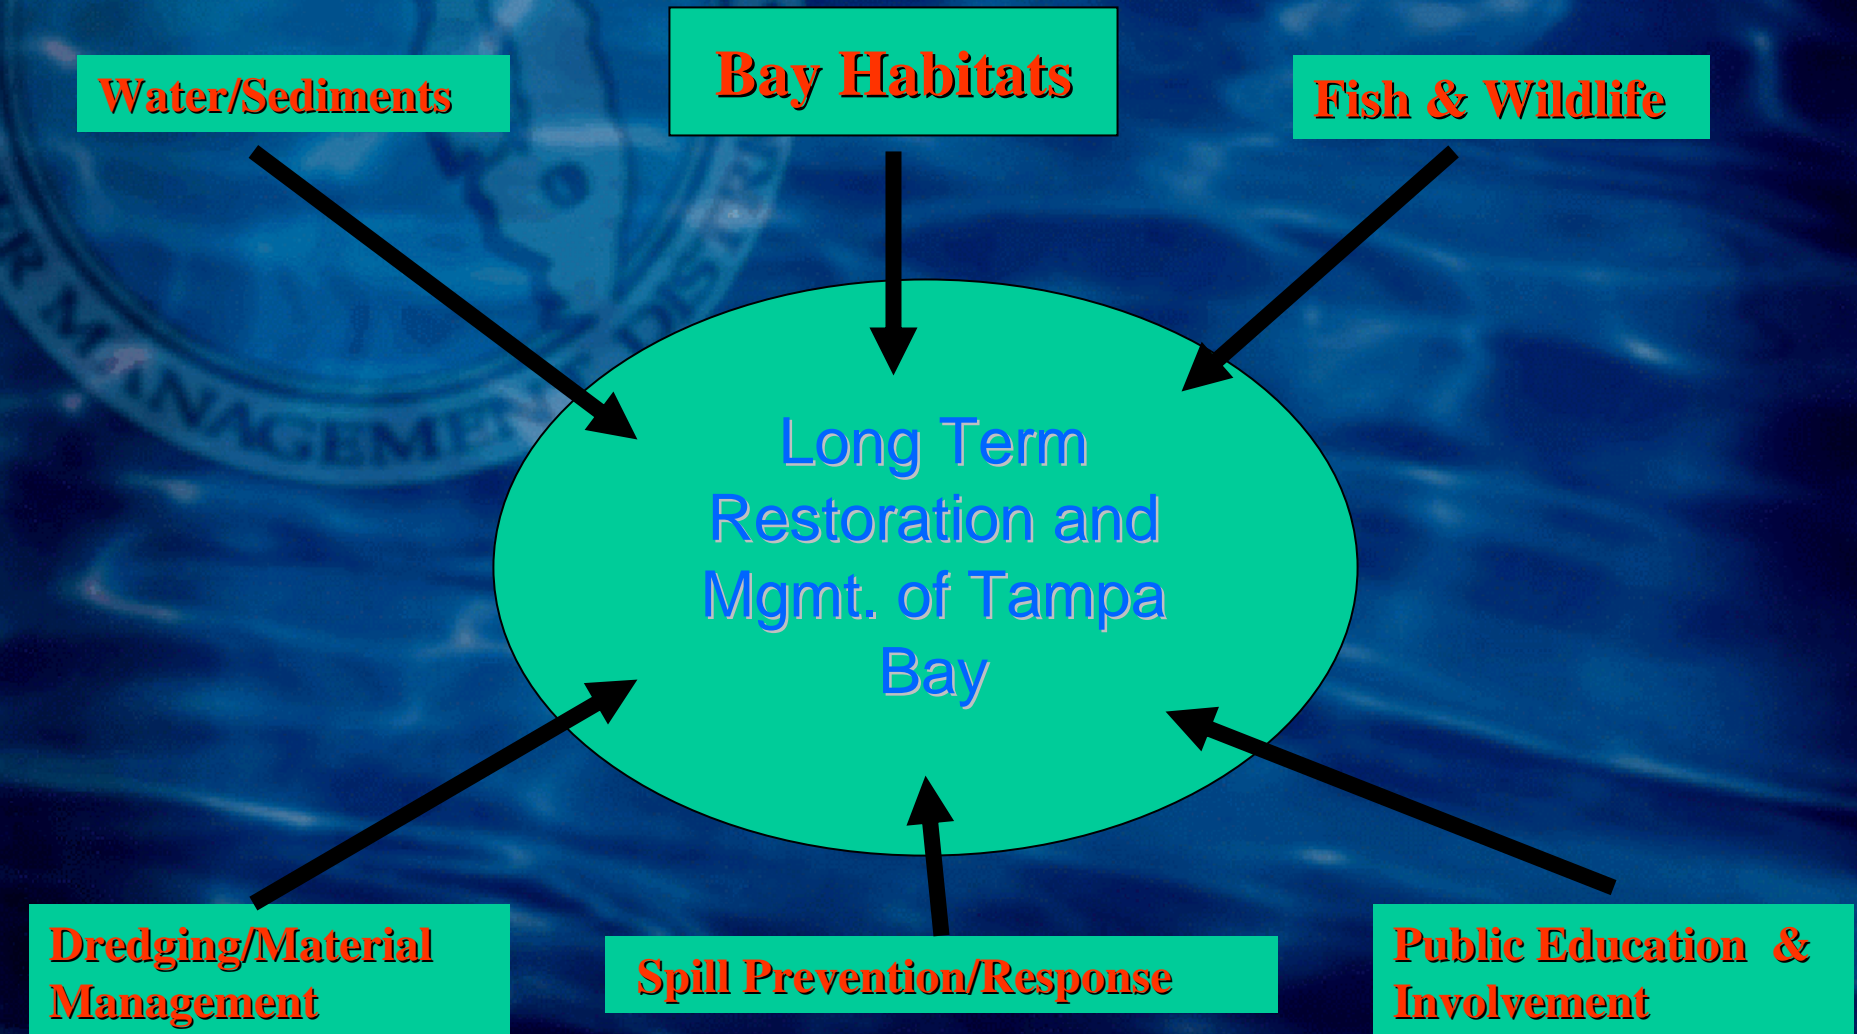 Bay Habitats
Water/Sediments
Fish & Wildlife
Long Term
Restoration and
Mgmt. of Tampa
Bay
Dredging/Material
Management
Spill Prevention/Response
Public Education &
Involvement
MANAGEMENT